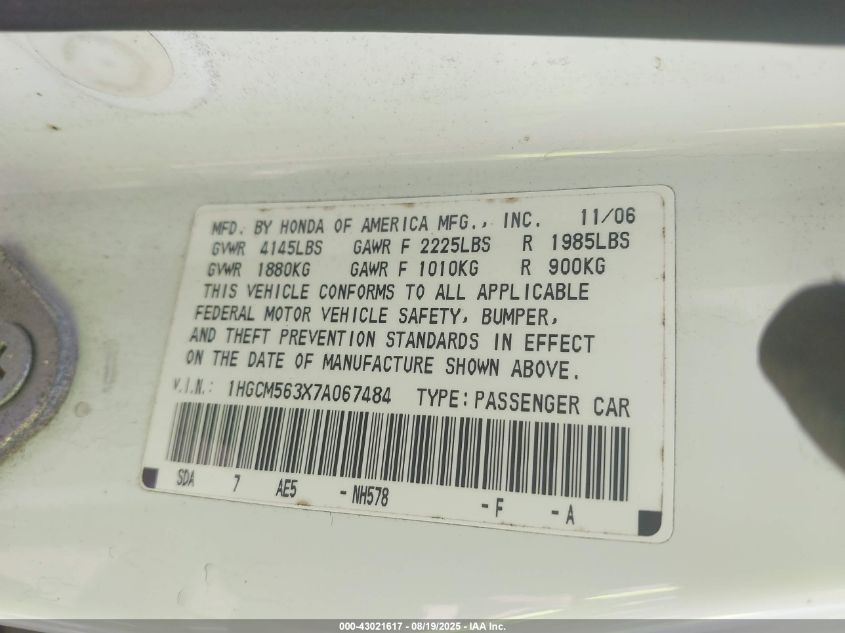 MFD. BY HONDA OF AMERICA MFG., INC. 11/06
GVWR 4145LBS GAWR F 2225LBS R 1985LBS
GVWR 1880KG GAWR F 1010KG R 900KG
THIS VEHICLE CONFORMS TO ALL APPLICABLE
FEDERAL MOTOR VEHICLE SAFETY, BUMPER,
AND THEFT PREVENTION STANDARDS IN EFFECT
ON THE DATE OF MANUFACTURE SHOWN ABOVE.
V.I.N.: 1HGCM563X7A067484 TYPE: PASSENGER CAR
SDA 7 AE5 - NH578 - F - A
000-43021617 - 08/19/2025 - IAA Inc.